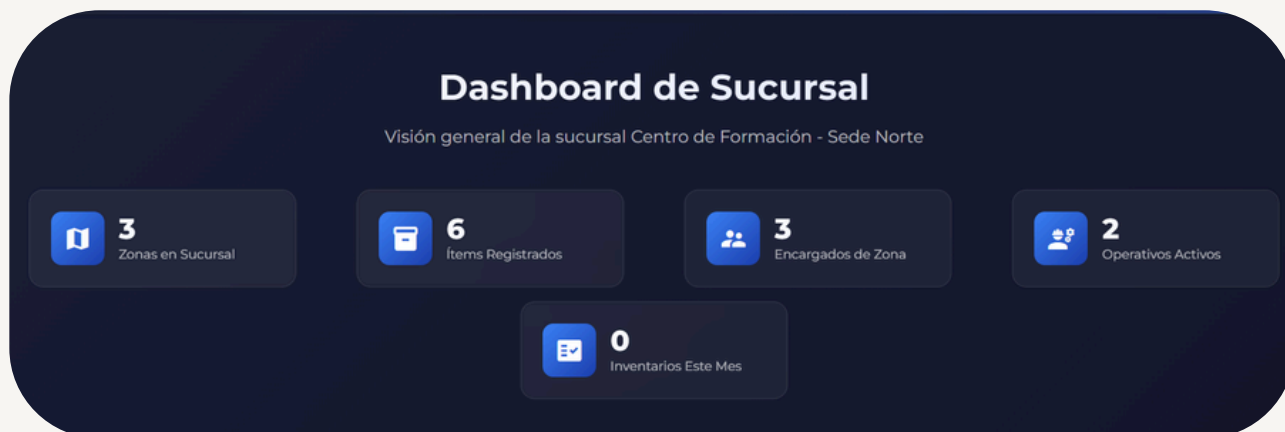 Dashboard de Sucursal
Visión general de la sucursal Centro de Formación - Sede Norte
3
Zonas en Sucursal
6
Ítems Registrados
3
Encargados de Zona
2
Operativos Activos
0
Inventarios Este Mes